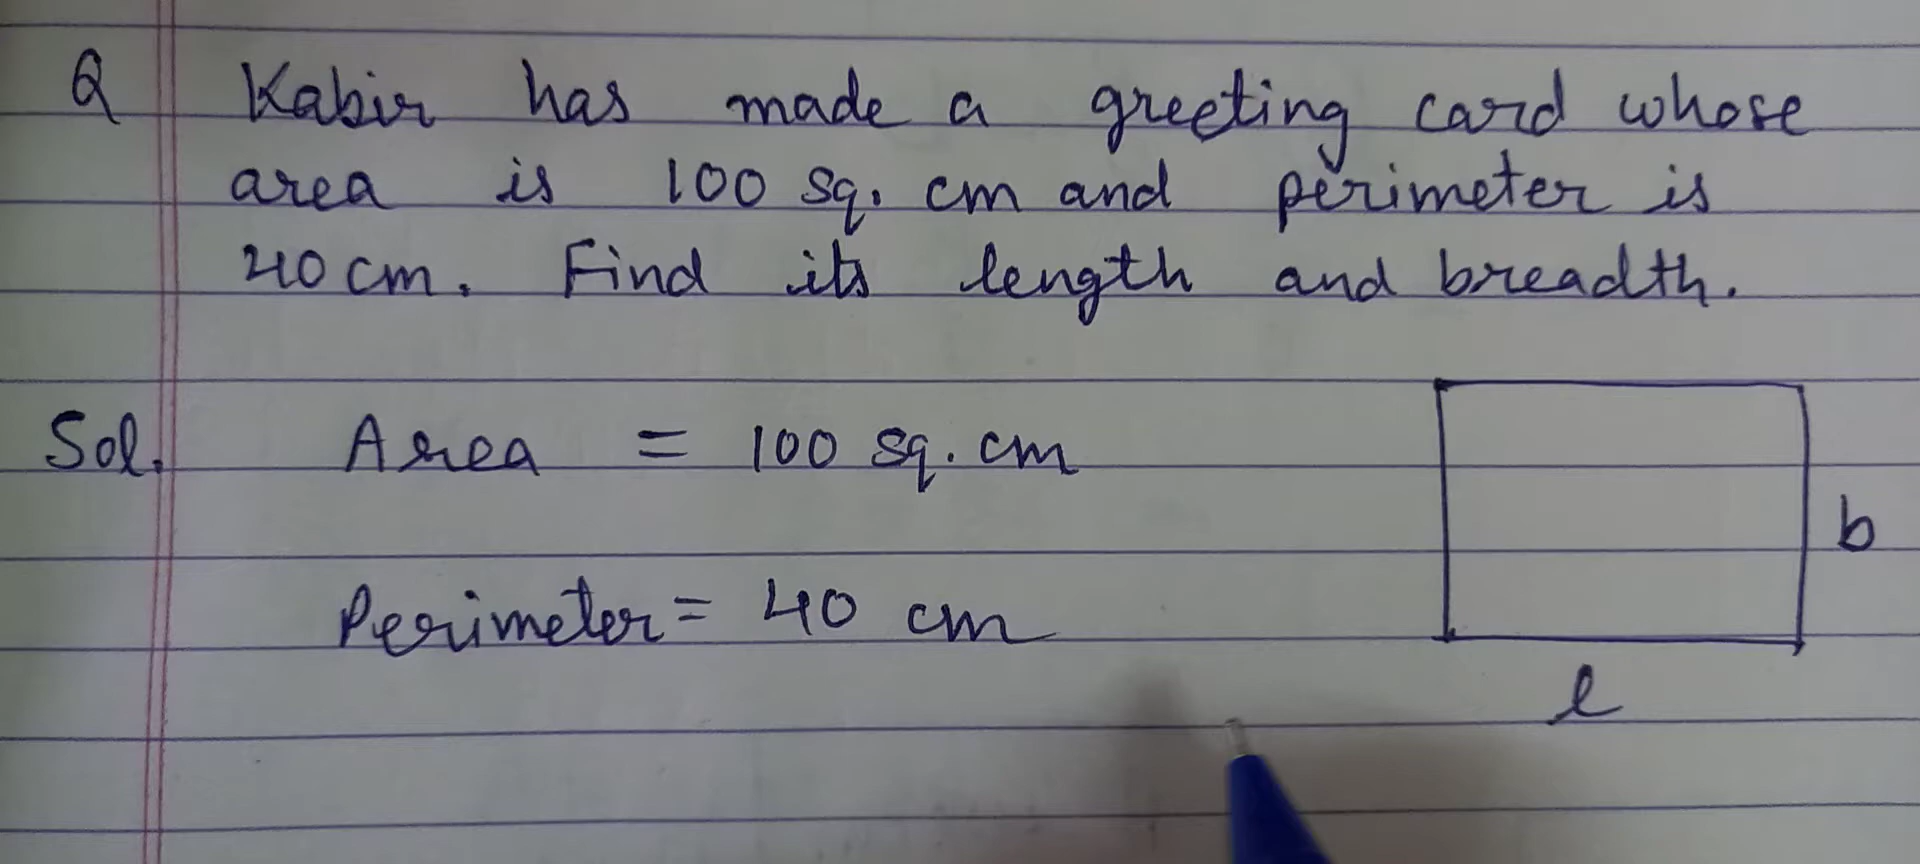 Q Kabir has made a greeting card whose
area is 100 sq. cm and perimeter is
40 cm. Find its length and breadth.
Sol. Area = 100 sq. cm
b
Perimeter = 40 cm
l